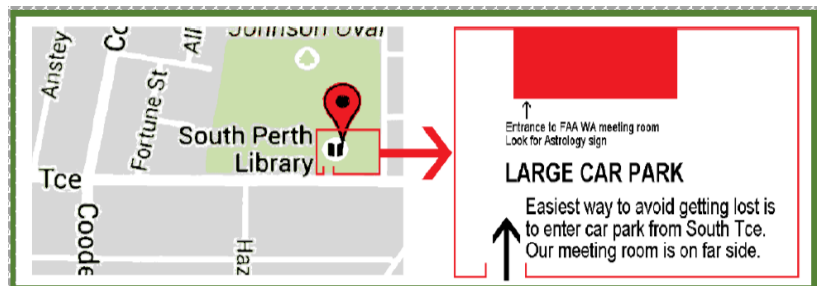 Anstey
Co
All
Johnson Oval
Fortune St
South Perth
Library
Tce
Coode
Haz
Entrance to FAA WA meeting room
Look for Astrology sign
LARGE CAR PARK
Easiest way to avoid getting lost is
to enter car park from South Tce.
Our meeting room is on far side.